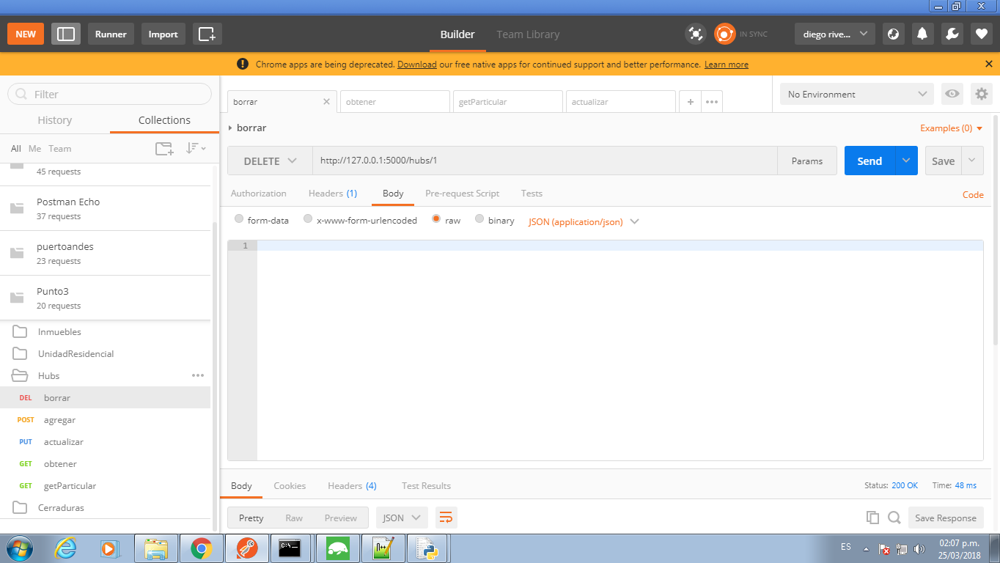 NEW Runner Import Builder Team Library IN SYNC diego rive...
Chrome apps are being deprecated. Download our free native apps for continued support and better performance. Learn more
Filter
History Collections
All Me Team
45 requests
Postman Echo
37 requests
puertoandes
23 requests
Punto3
20 requests
Inmuebles
UnidadResidencial
Hubs
DEL borrar
POST agregar
PUT actualizar
GET obtener
GET getParticular
Cerraduras
borrar obtener getParticular actualizar + No Environment
borrar Examples (0)
DELETE http://127.0.0.1:5000/hubs/1 Params Send Save
Authorization Headers (1) Body Pre-request Script Tests Code
form-data x-www-form-urlencoded raw binary JSON (application/json)
1
Body Cookies Headers (4) Test Results Status: 200 OK Time: 48 ms
Pretty Raw Preview JSON Save Response
ES 02:07 p.m.
25/03/2018